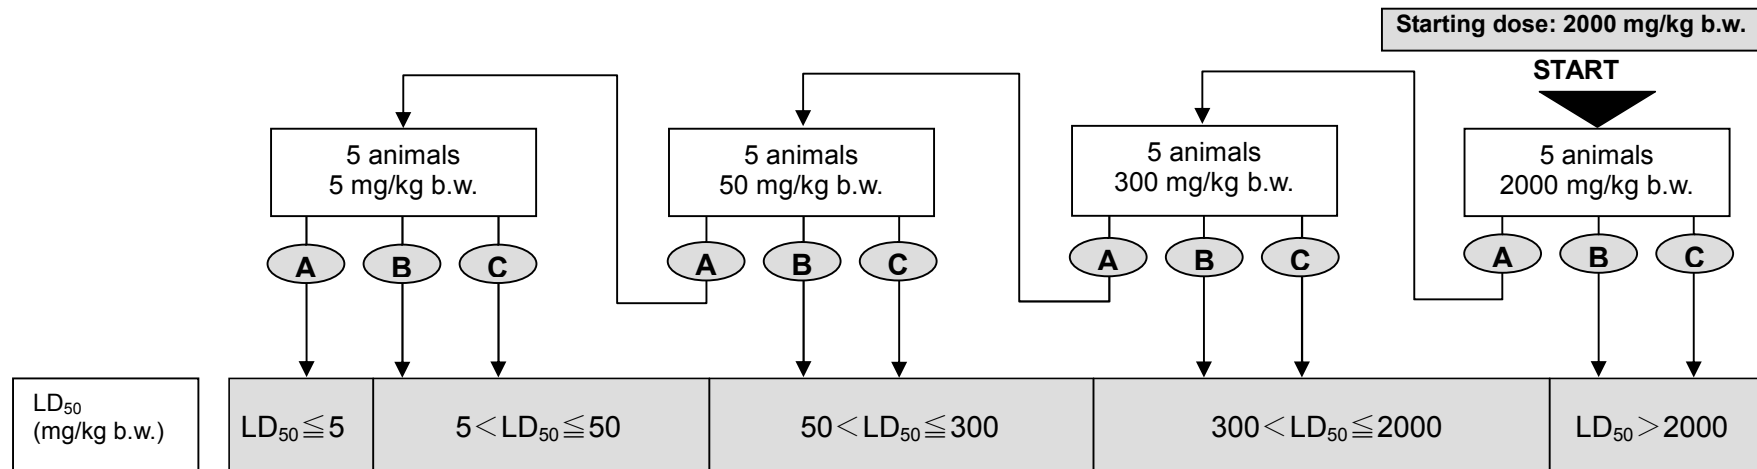 Starting dose: 2000 mg/kg b.w.
START
5 animals
5 mg/kg b.w.
5 animals
50 mg/kg b.w.
5 animals
300 mg/kg b.w.
5 animals
2000 mg/kg b.w.
A B C A B C A B C A B C
LD50
(mg/kg b.w.)
LD50≦5 5<LD50≦50 50<LD50≦300 300<LD50≦2000 LD50>2000